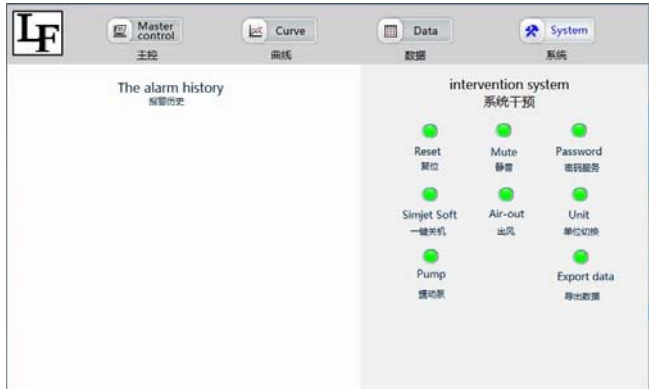 LF
Master
control
Curve
Data
System
主控
曲线
数据
系统
The alarm history
报警历史
intervention system
系统干预
Reset
Mute
Password
复位
静音
密码服务
Simjet Soft
Air-out
Unit
一键关机
出风
单位切换
Pump
Export data
蠕动泵
导出数据